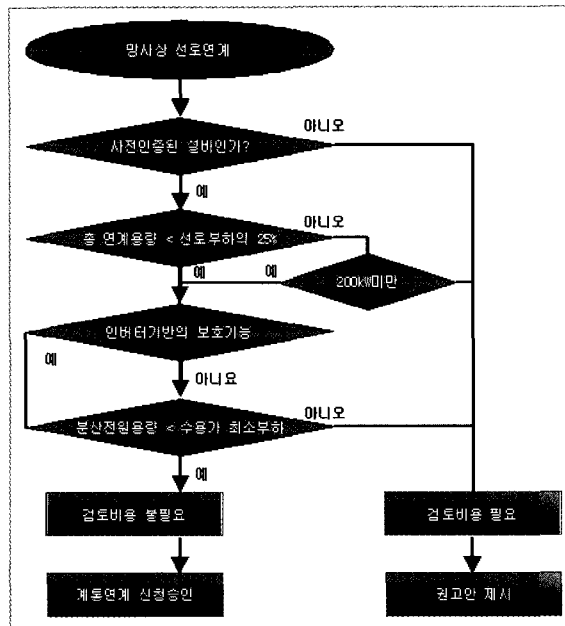 망사상 선로연계
아니오
사전인증된 설비인가?
예
아니오
총 연계용량 < 선로부하의 25%
예
예
200kW미만
인버터기반의 보호기능
예
아니요
아니오
분산전원용량 < 수용가 최소부하
예
검토비용 불필요
검토비용 필요
계통연계 신청승인
권고안 제시